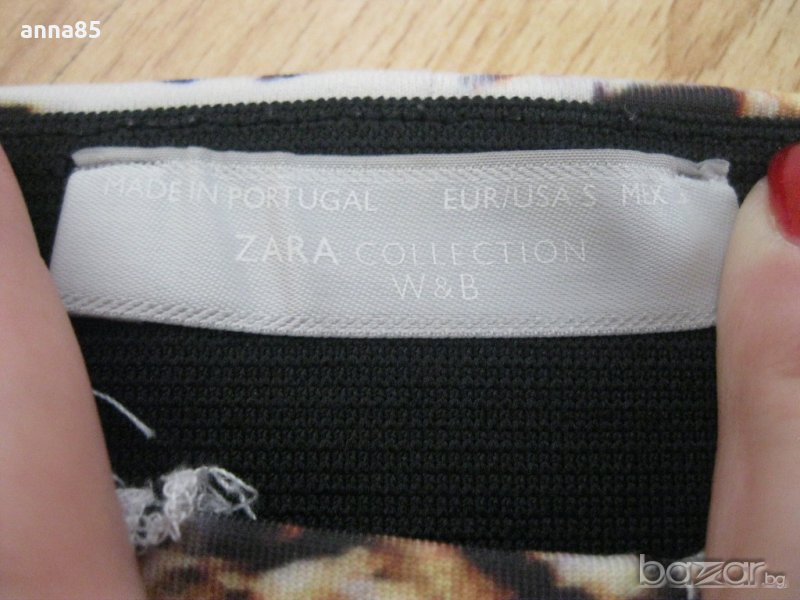 anna85
MADE IN PORTUGAL EUR/USA S MEX S
ZARA COLLECTION
W & B
bazar.bg